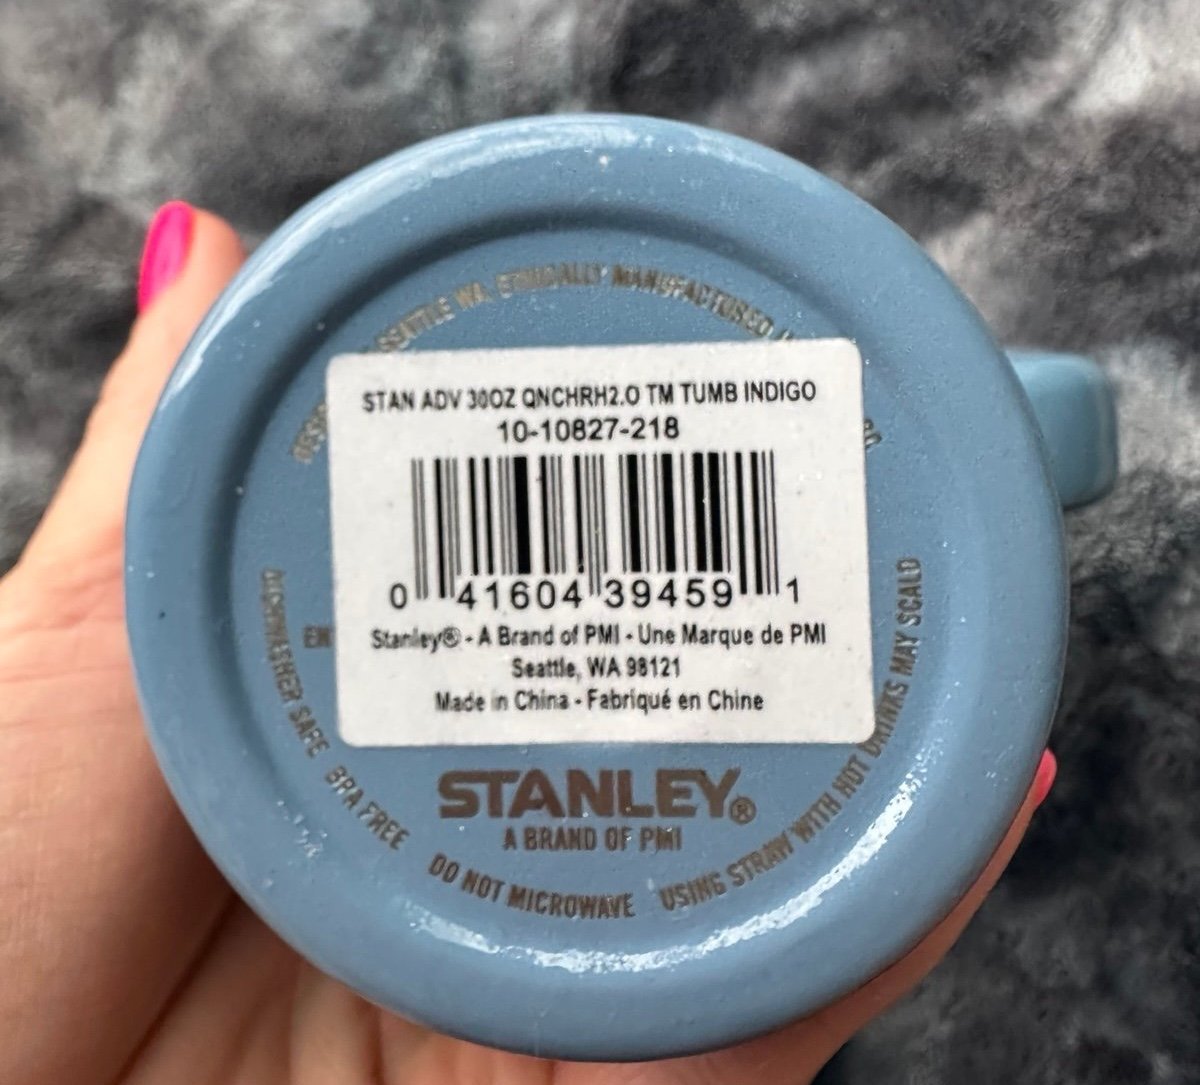 SEATTLE WA. ETHICALLY MANUFACTURED
STAN ADV 30OZ QNCHRH2.O TM TUMB INDIGO
10-10827-218
0 41604 39459 1
Stanley® - A Brand of PMI - Une Marque de PMI
Seattle, WA 98121
Made in China - Fabriqué en Chine
EN
STANLEY®
A BRAND OF PMI
DISHWASHER SAFE BPA FREE DO NOT MICROWAVE USING STRAW WITH HOT DRINKS MAY SCALD